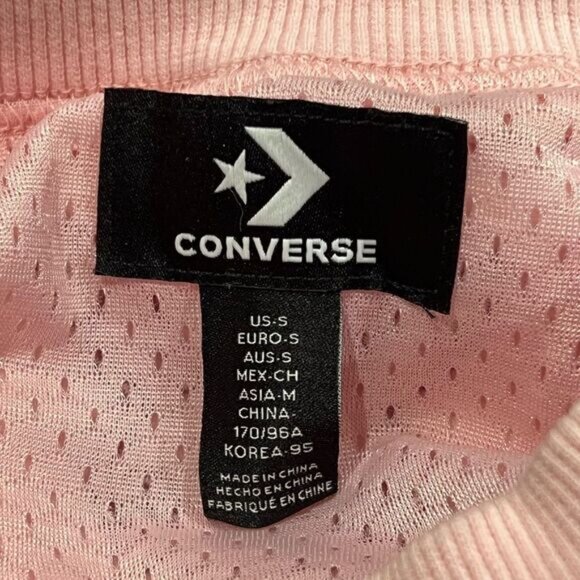 CONVERSE
US-S
EURO-S
AUS-S
MEX-CH
ASIA-M
CHINA-
170/96A
KOREA-95
MADE IN CHINA
HECHO EN CHINA
FABRIQUÉ EN CHINE